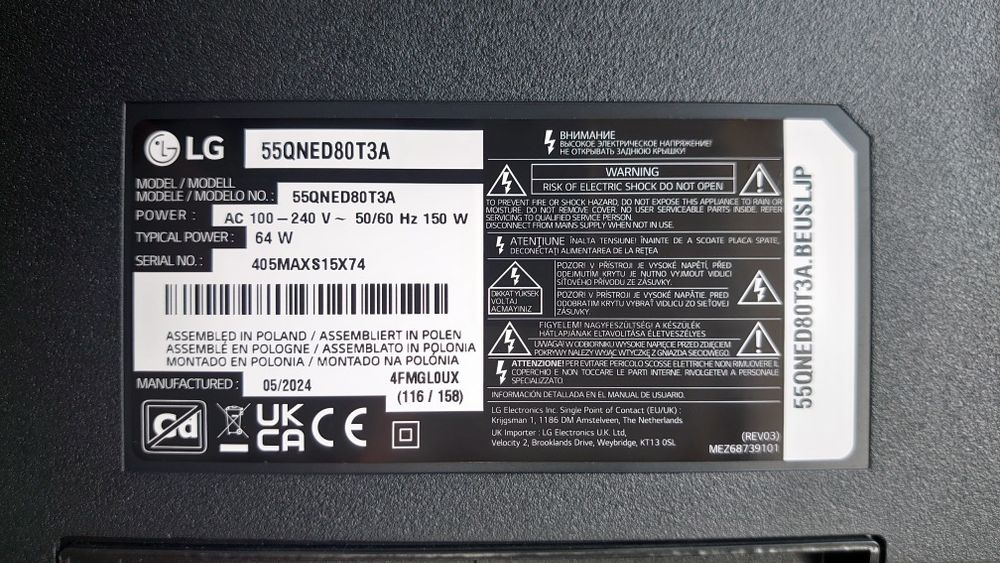 LG
55QNED80T3A
MODEL / MODELL
MODELE / MODELO NO. :
55QNED80T3A
POWER :
AC 100 – 240 V ~ 50/60 Hz 150 W
TYPICAL POWER :
64 W
SERIAL NO. :
405MAXS15X74
ASSEMBLED IN POLAND / ASSEMBLIERT IN POLEN
ASSEMBLÉ EN POLOGNE / ASSEMBLATO IN POLONIA
MONTADO EN POLONIA / MONTADO NA POLÓNIA
MANUFACTURED :
05/2024
4FMGL0UX
(116 / 158)
Cd
UK
CA
CE
ВНИМАНИЕ
ВЫСОКОЕ ЭЛЕКТРИЧЕСКОЕ НАПРЯЖЕНИЕ!
НЕ ОТКРЫВАТЬ ЗАДНЮЮ КРЫШКУ!
WARNING
RISK OF ELECTRIC SHOCK DO NOT OPEN
TO PREVENT FIRE OR SHOCK HAZARD, DO NOT EXPOSE THIS APPLIANCE TO RAIN OR
MOISTURE. DO NOT REMOVE COVER. NO USER SERVICEABLE PARTS INSIDE. REFER
SERVICING TO QUALIFIED SERVICE PERSON.
DISCONNECT FROM MAINS SUPPLY WHEN NOT IN USE.
ATENŢIUNE ÎNALTA TENSIUNE! ÎNAINTE DE A SCOATE PLACA SPATE,
DECONECTAŢI ALIMENTAREA DE LA REŢEA
DIKKAT YUKSEK
VOLTAJ
ACMAYINIZ
POZOR! V PŘÍSTROJI JE VYSOKÉ NAPĚTÍ, PŘED
ODEJMUTÍM KRYTU JE NUTNO VYJMOUT VIDLICI
SÍŤOVÉHO PŘÍVODU ZE ZÁSUVKY.
POZOR! V PRÍSTROJI JE VYSOKÉ NAPÄTIE. PRED
ODOBRATÍM KRYTU VYBRAŤ VIDLICU ZO SIEŤOVEJ
ZÁSUVKY.
FIGYELEM! NAGYFESZÜLTSÉG! A KÉSZÜLÉK
HÁTLAPJÁNAK ELTAVOLÍTÁSA ÉLETVESZÉLYES
UWAGA! W ODBIORNIKU WYSOKIE NAPIĘCIE. PRZED ZDJĘCIEM
POKRYWY NALEŻY WYJĄĆ WTYCZKĘ Z GNIAZDA SIECIOWEGO.
ATTENZIONE! PER EVITARE PERICOLO SCOSSE ELETTRICHE NON RIMUOVERE IL
COPERCHIO E NON TOCCARE LE PARTI INTERNE. RIVOLGETEVI A PERSONALE
SPECIALIZZATO.
INFORMACIÓN DETALLADA EN EL MANUAL DE USUARIO.
LG Electronics Inc. Single Point of Contact (EU/UK) :
Krijgsman 1, 1186 DM Amstelveen, The Netherlands
UK Importer : LG Electronics U.K. Ltd,
Velocity 2, Brooklands Drive, Weybridge, KT13 0SL
(REV03)
MEZ68739101
55QNED80T3A.BEUSLJP